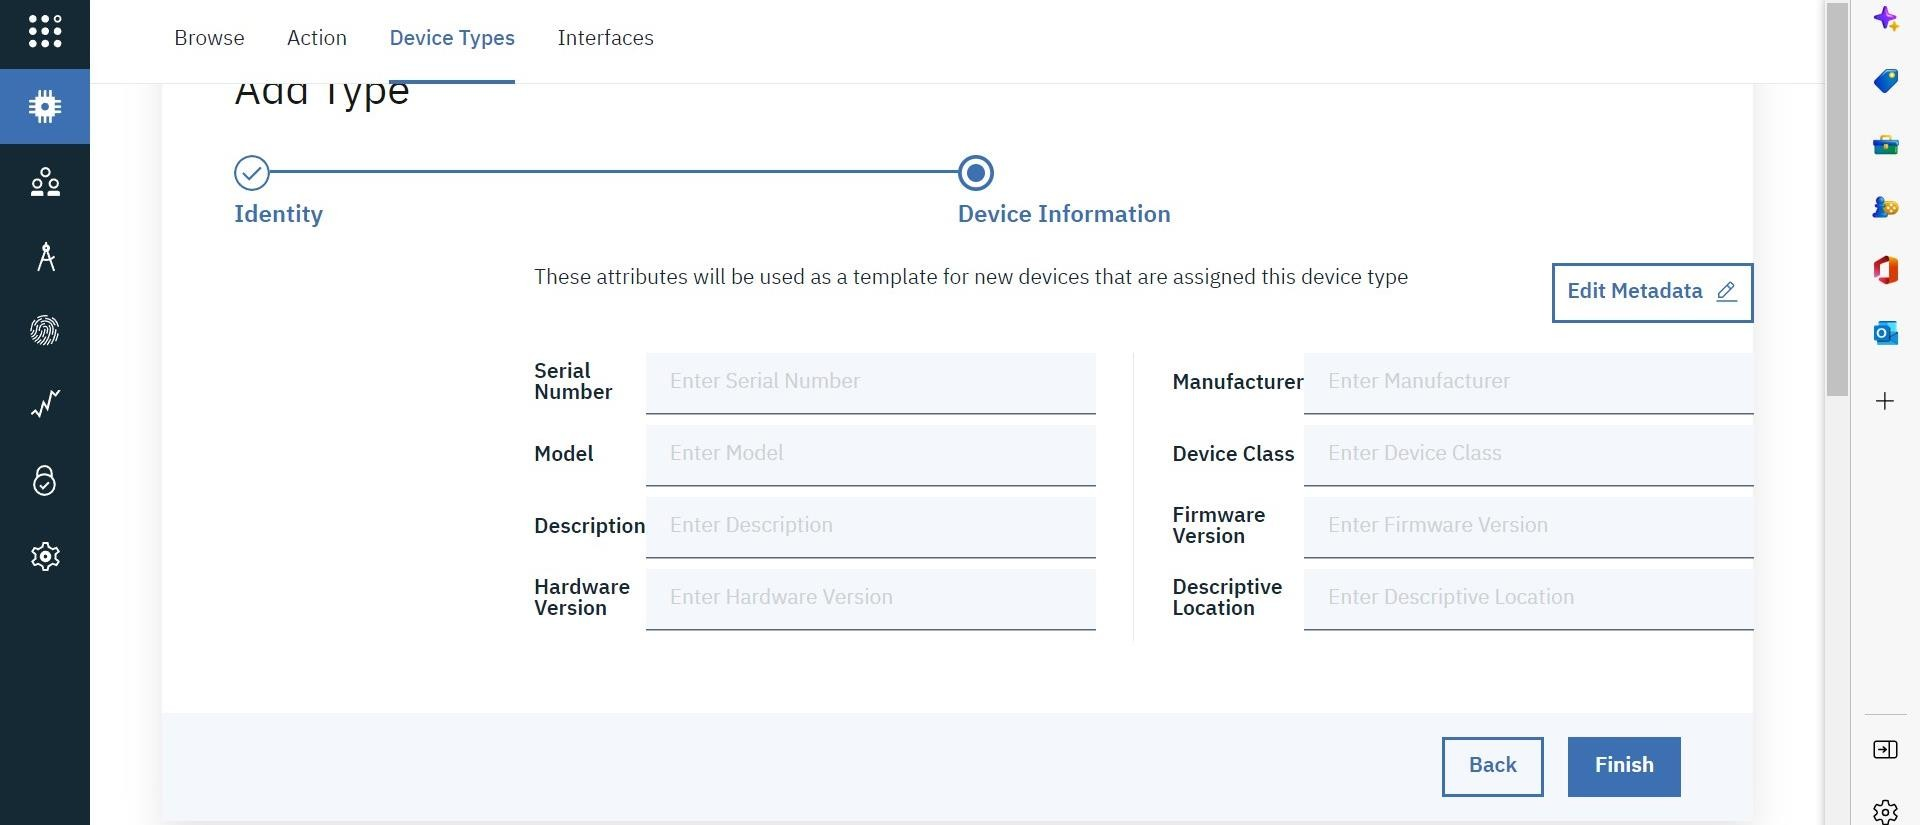 Browse Action Device Types Interfaces
Add Type
Identity Device Information
These attributes will be used as a template for new devices that are assigned this device type
Edit Metadata
Serial Number Enter Serial Number
Manufacturer Enter Manufacturer
Model Enter Model
Device Class Enter Device Class
Description Enter Description
Firmware Version Enter Firmware Version
Hardware Version Enter Hardware Version
Descriptive Location Enter Descriptive Location
Back Finish